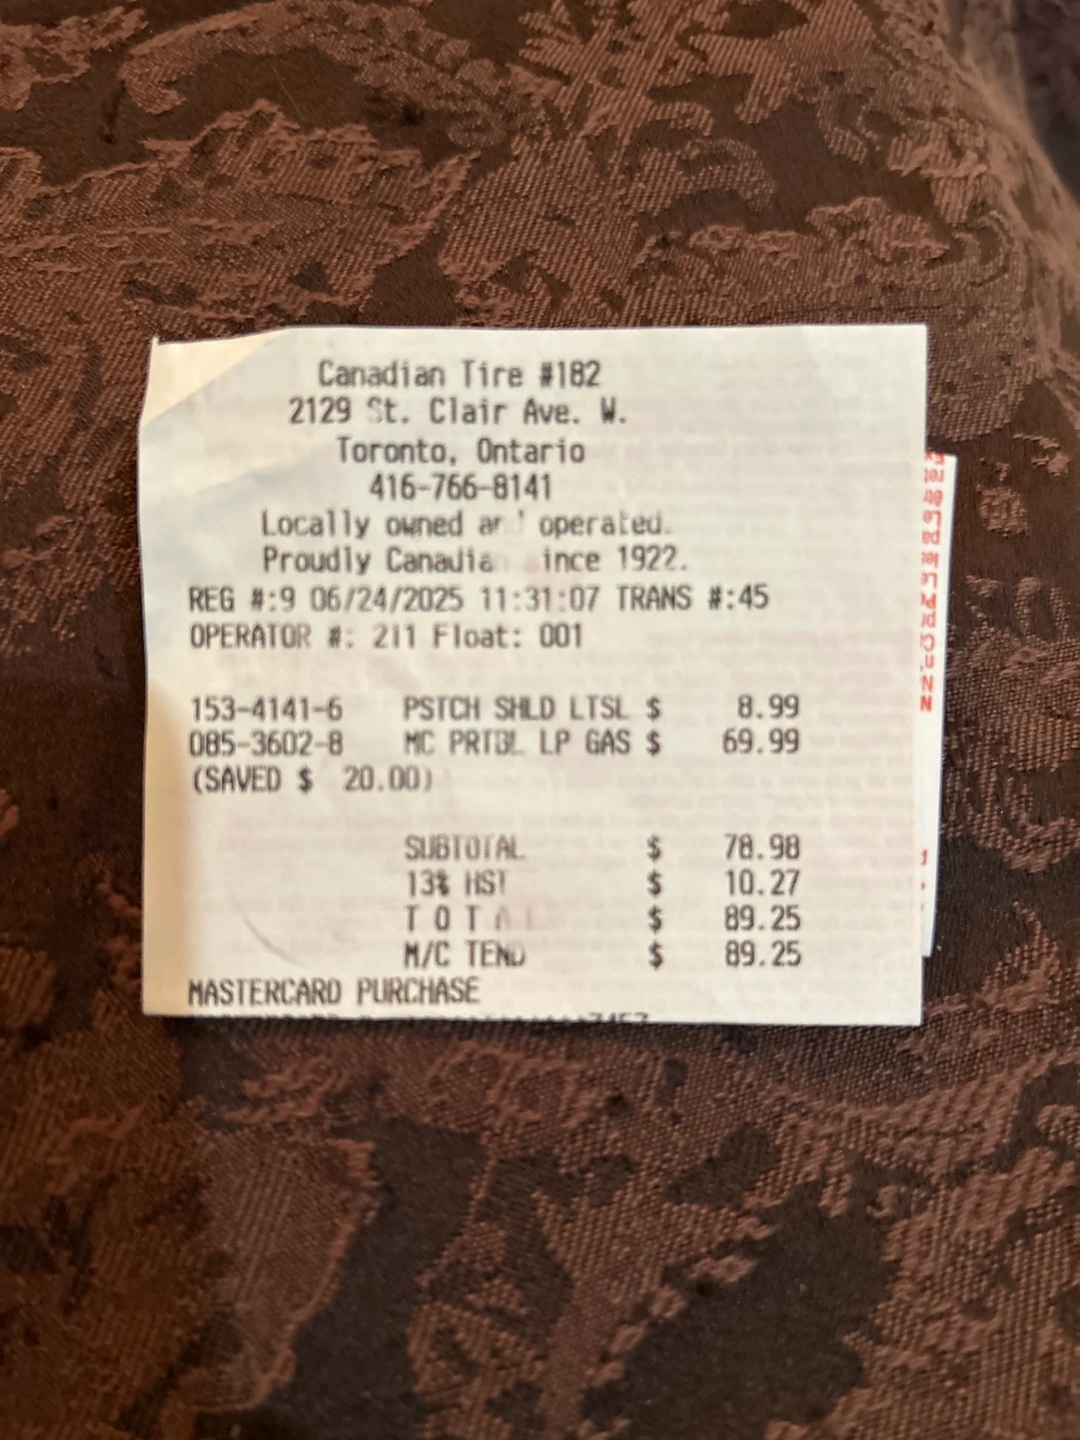 Canadian Tire #182
2129 St. Clair Ave. W.
Toronto, Ontario
416-766-8141
Locally owned and operated.
Proudly Canadian since 1922.
REG #:9 06/24/2025 11:31:07 TRANS #:45
OPERATOR #: 211 Float: 001
153-4141-6 PSTCH SHLD LTSL $ 8.99
085-3602-8 MC PRTBL LP GAS $ 69.99
(SAVED $ 20.00)
SUBTOTAL $ 78.98
13% HST $ 10.27
T O T A L $ 89.25
M/C TEND $ 89.25
MASTERCARD PURCHASE